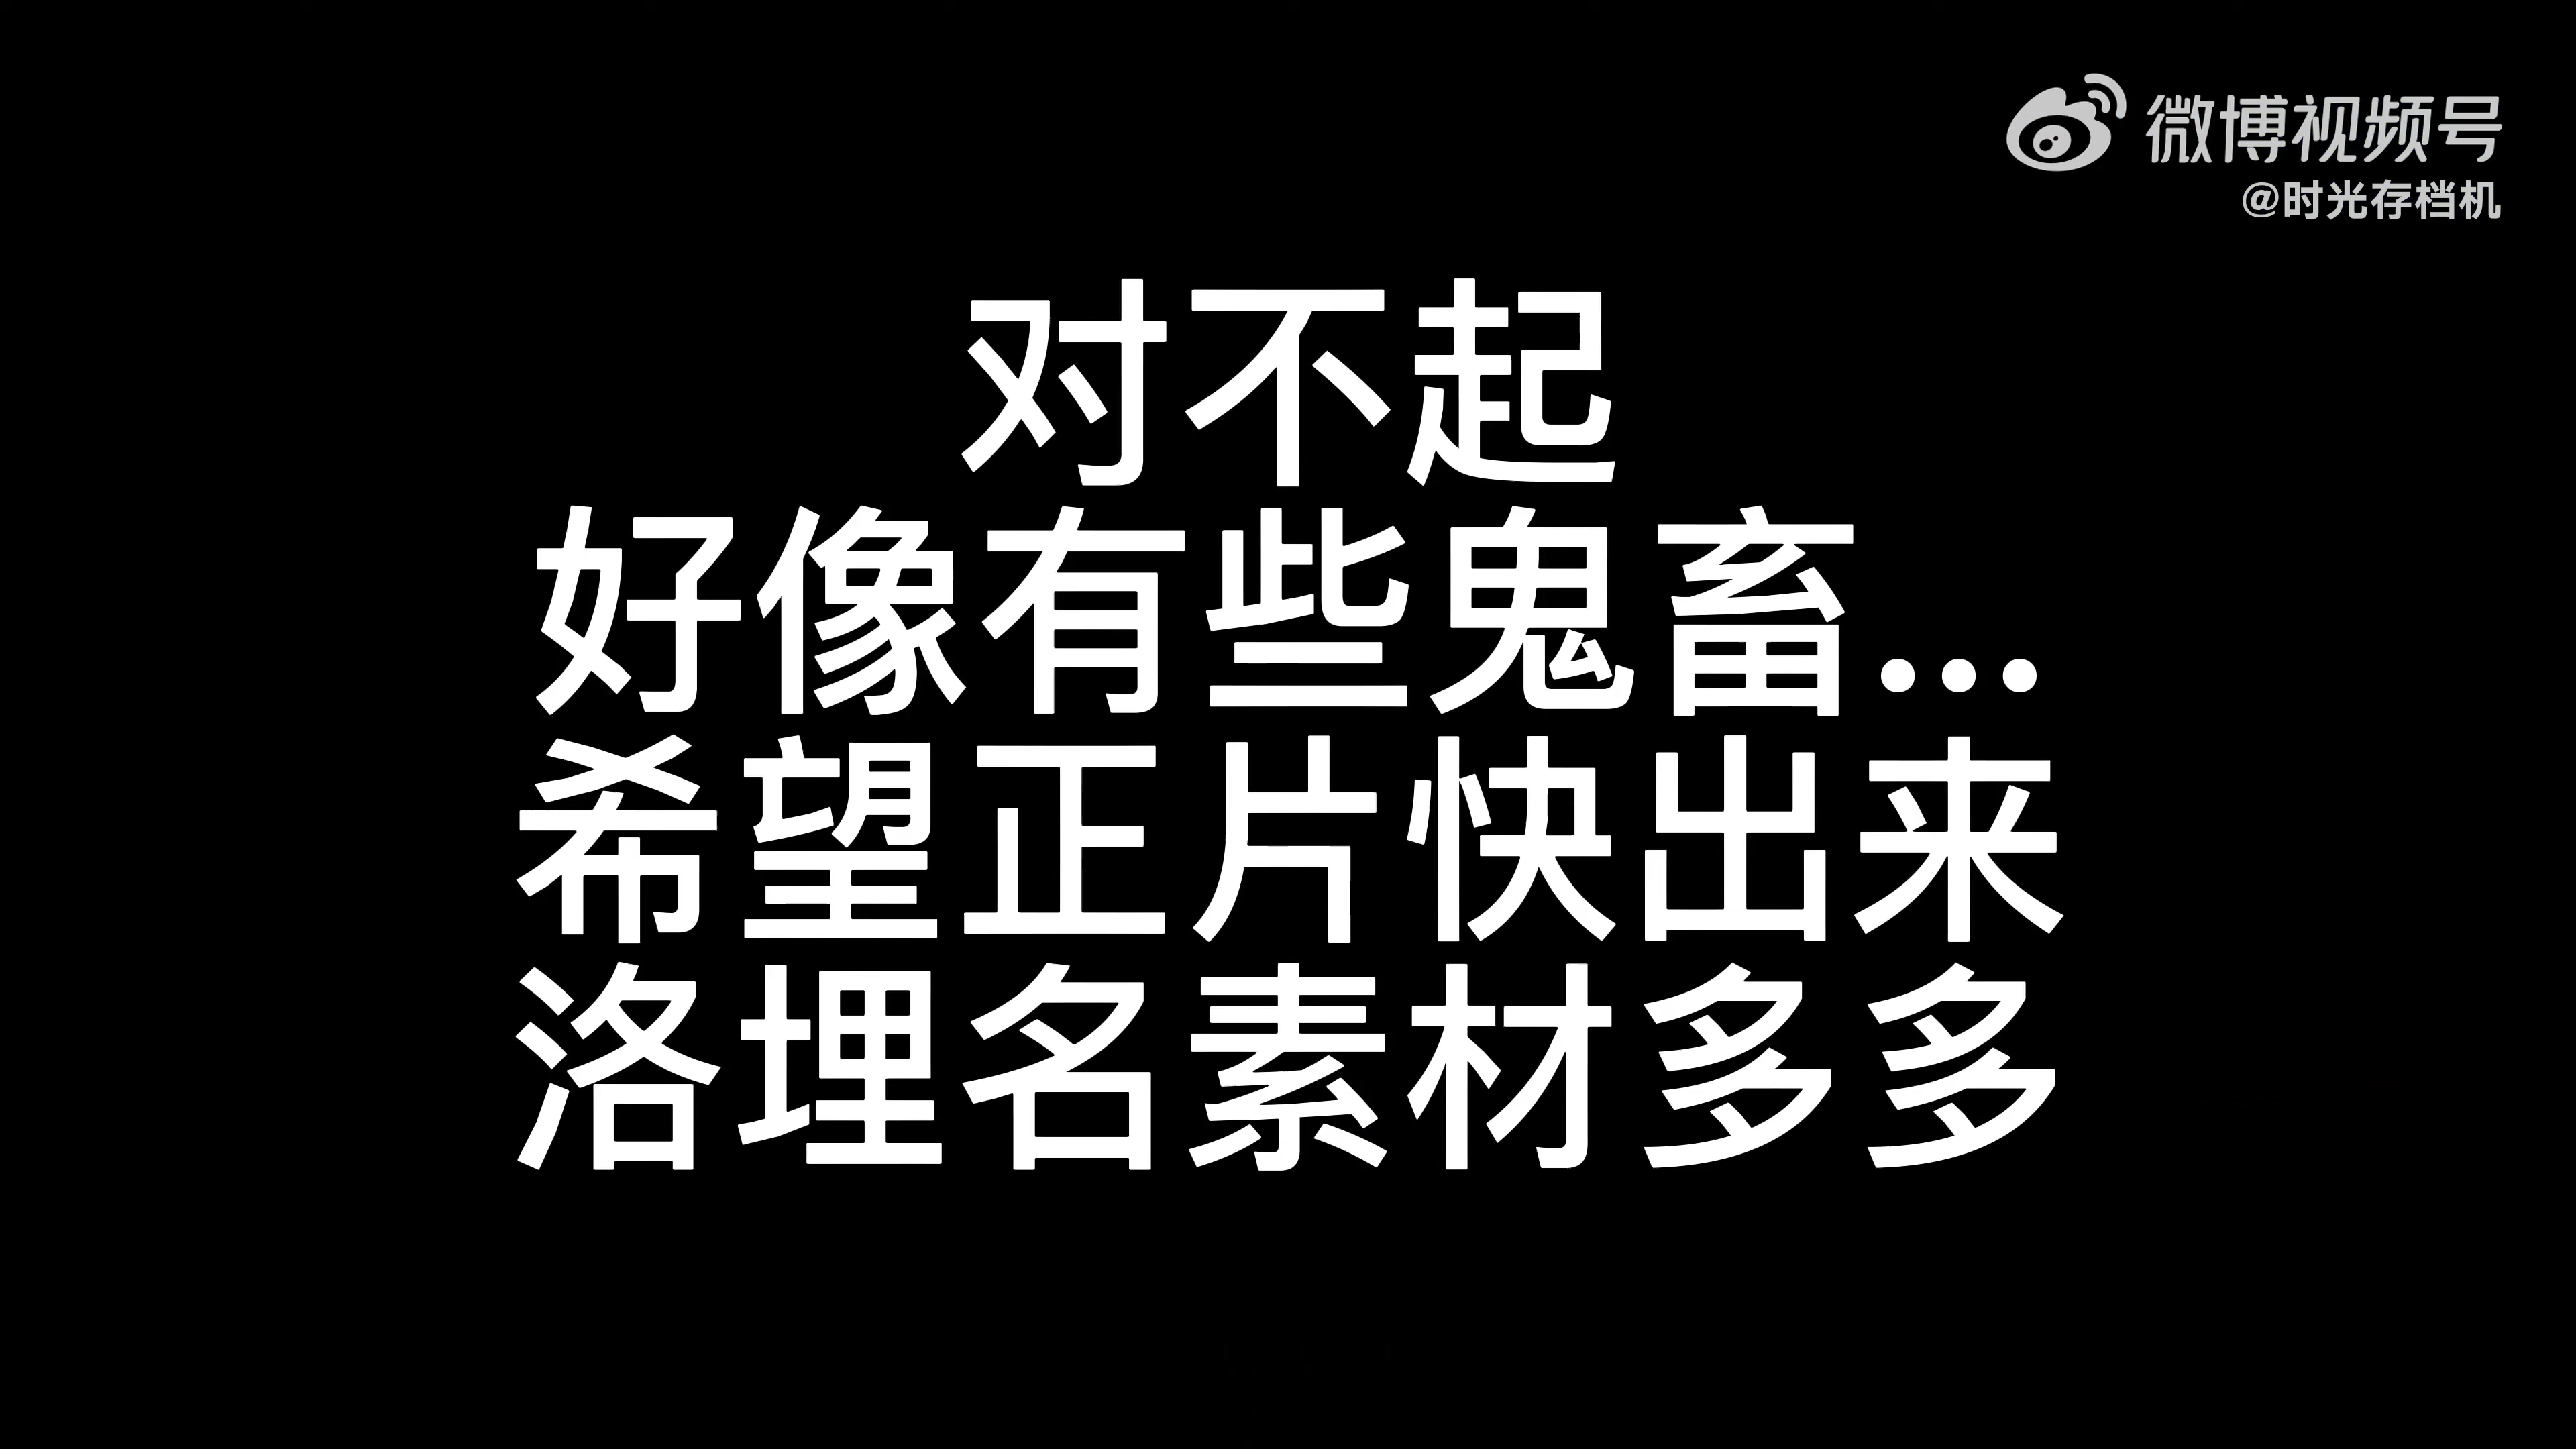 微博视频号
@时光存档机
对不起
好像有些鬼畜...
希望正片快出来
洛埋名素材多多